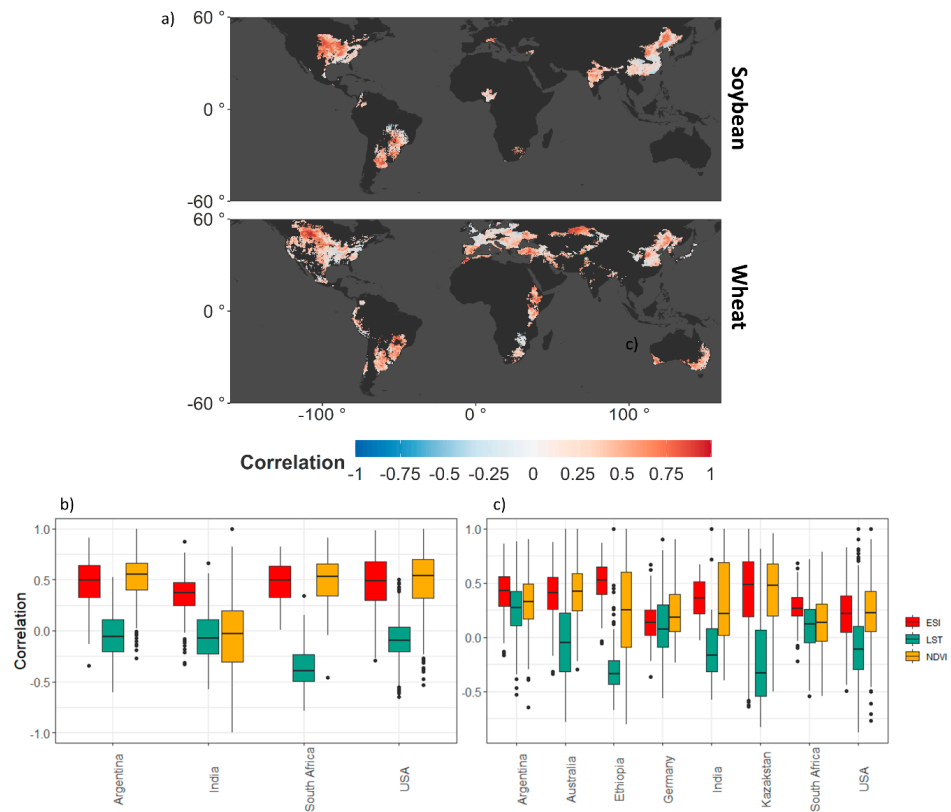 a)
60 °
0 °
-60 °
Soybean
60 °
0 °
-60 °
Wheat
c)
-100 °
0 °
100 °
Correlation
-1
-0.75
-0.5
-0.25
0
0.25
0.5
0.75
1
b)
1.0
0.5
0.0
-0.5
-1.0
Correlation
Argentina
India
South Africa
USA
c)
1.0
0.5
0.0
-0.5
Argentina
Australia
Ethiopia
Germany
India
Kazakstan
South Africa
USA
ESI
LST
NDVI